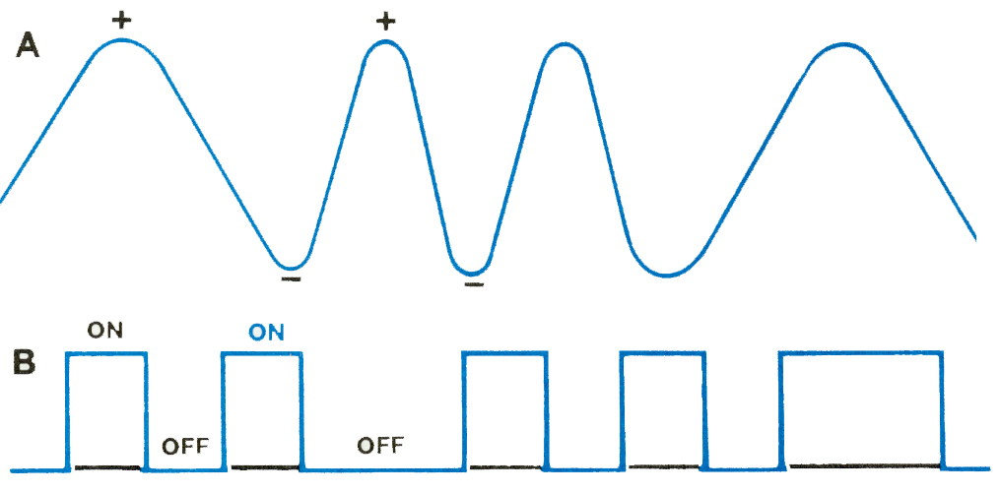 + +
A
− −
ON ON
B
OFF OFF